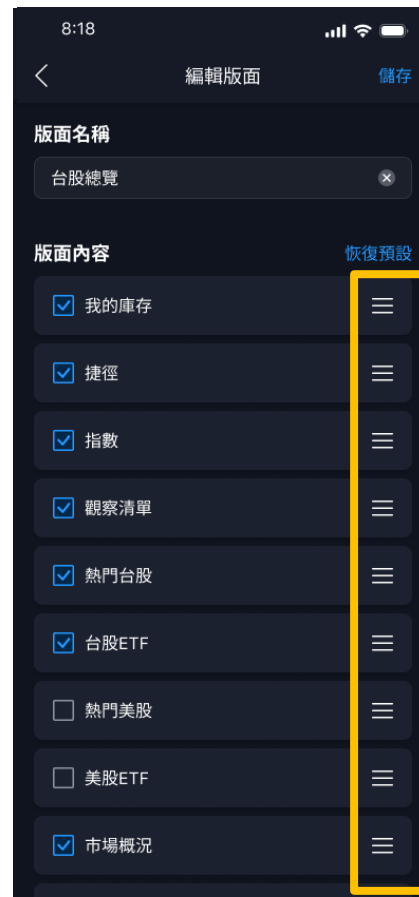 8:18
編輯版面
儲存
版面名稱
台股總覽
版面內容
恢復預設
我的庫存
捷徑
指數
觀察清單
熱門台股
台股ETF
熱門美股
美股ETF
市場概況